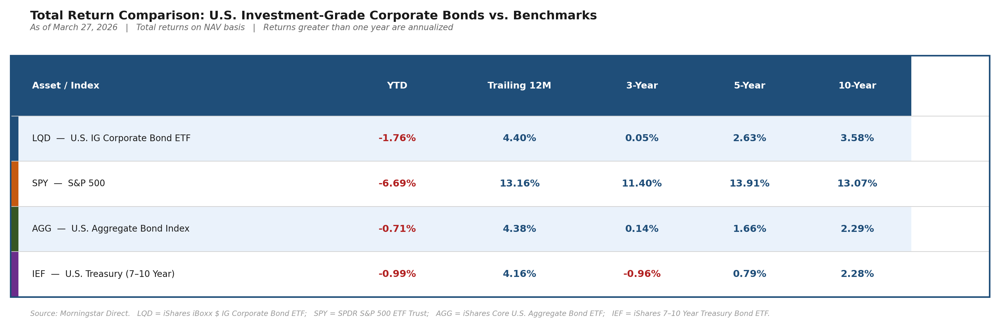 Total Return Comparison: U.S. Investment-Grade Corporate Bonds vs. Benchmarks
As of March 27, 2026 | Total returns on NAV basis | Returns greater than one year are annualized
Asset / Index YTD Trailing 12M 3-Year 5-Year 10-Year
LQD — U.S. IG Corporate Bond ETF -1.76% 4.40% 0.05% 2.63% 3.58%
SPY — S&P 500 -6.69% 13.16% 11.40% 13.91% 13.07%
AGG — U.S. Aggregate Bond Index -0.71% 4.38% 0.14% 1.66% 2.29%
IEF — U.S. Treasury (7–10 Year) -0.99% 4.16% -0.96% 0.79% 2.28%
Source: Morningstar Direct. LQD = iShares iBoxx $ IG Corporate Bond ETF; SPY = SPDR S&P 500 ETF Trust; AGG = iShares Core U.S. Aggregate Bond ETF; IEF = iShares 7–10 Year Treasury Bond ETF.